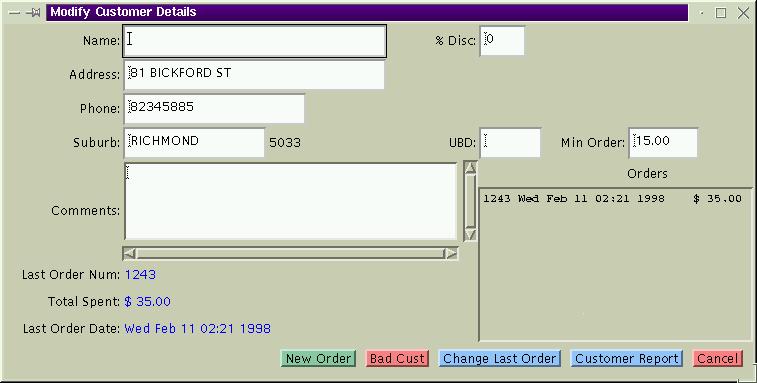 Modify Customer Details
Name: % Disc: 0
Address: 81 BICKFORD ST
Phone: 82345885
Suburb: RICHMOND 5033 UBD: Min Order: 15.00
Orders
1243 Wed Feb 11 02:21 1998 $ 35.00
Comments:
Last Order Num: 1243
Total Spent: $ 35.00
Last Order Date: Wed Feb 11 02:21 1998
New Order Bad Cust Change Last Order Customer Report Cancel